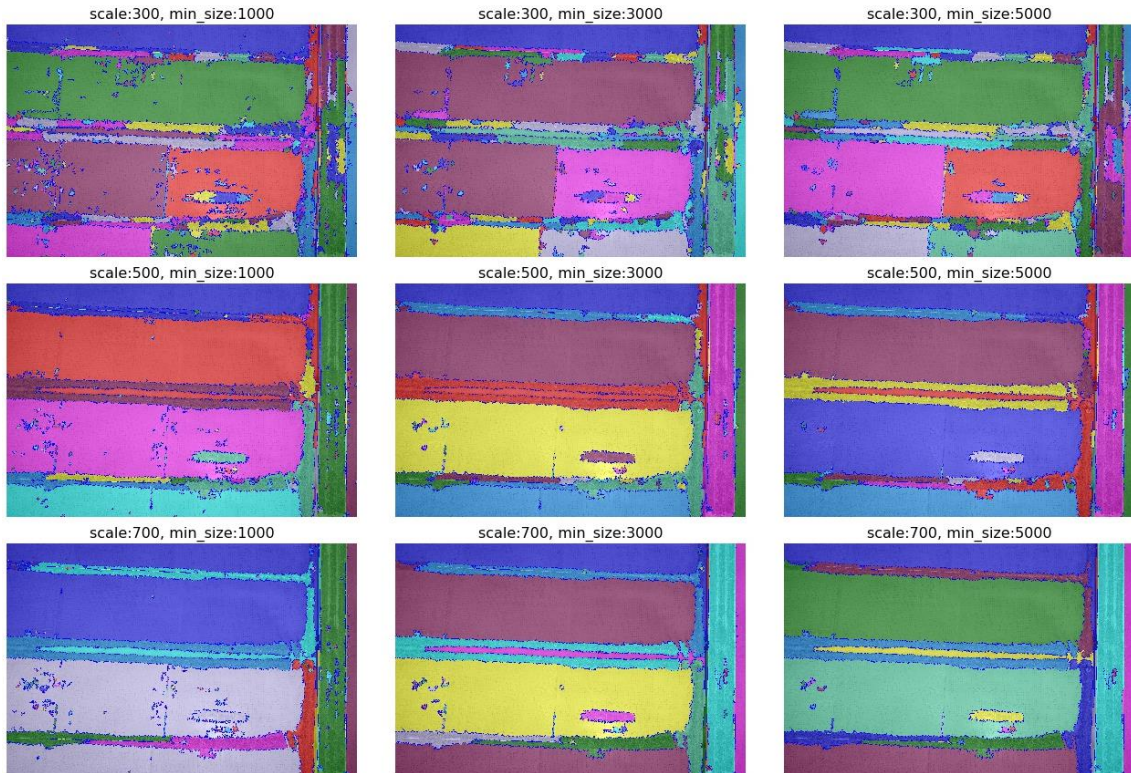 scale:300, min_size:1000
scale:300, min_size:3000
scale:300, min_size:5000
scale:500, min_size:1000
scale:500, min_size:3000
scale:500, min_size:5000
scale:700, min_size:1000
scale:700, min_size:3000
scale:700, min_size:5000